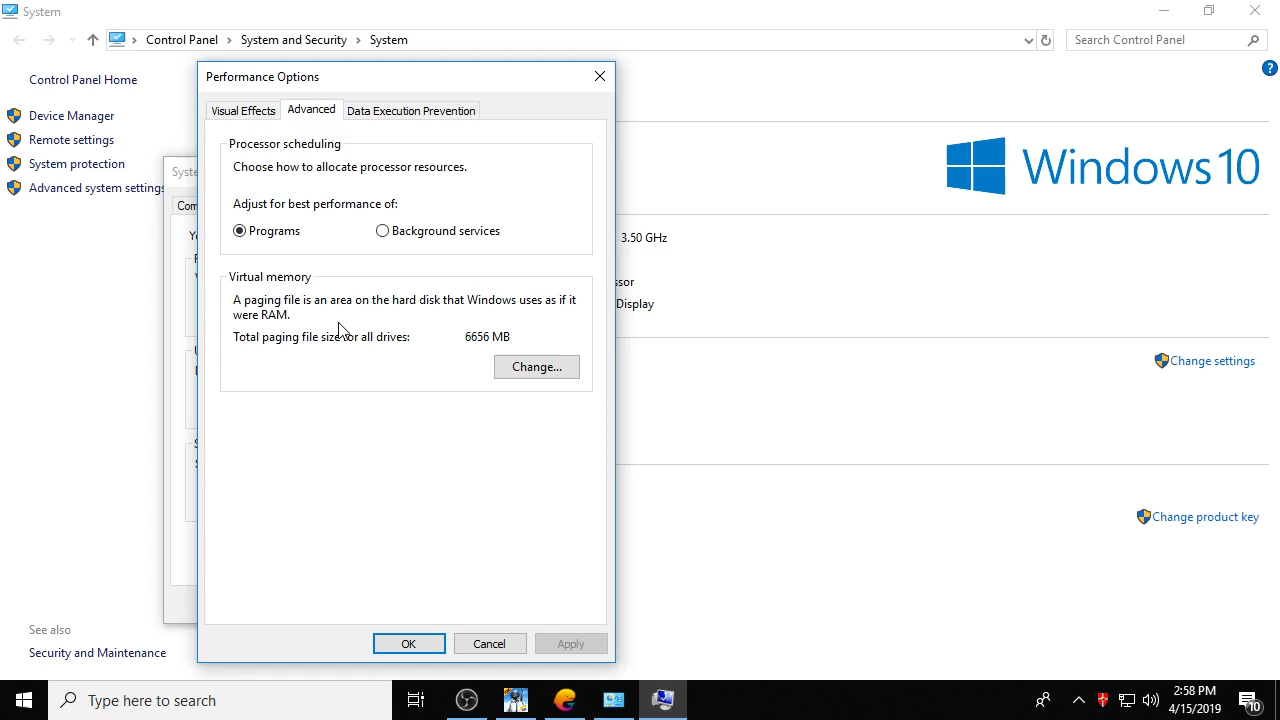 System
Control Panel > System and Security > System
Search Control Panel
Control Panel Home
Device Manager
Remote settings
System protection
Advanced system settings
Syste
Com
Performance Options
Visual Effects
Advanced
Data Execution Prevention
Processor scheduling
Choose how to allocate processor resources.
Adjust for best performance of:
Programs
Background services
Virtual memory
A paging file is an area on the hard disk that Windows uses as if it
were RAM.
Total paging file size for all drives:
6656 MB
Change...
OK
Cancel
Apply
Windows 10
3.50 GHz
ssor
Display
Change settings
Change product key
See also
Security and Maintenance
Type here to search
2:58 PM
4/15/2019
10